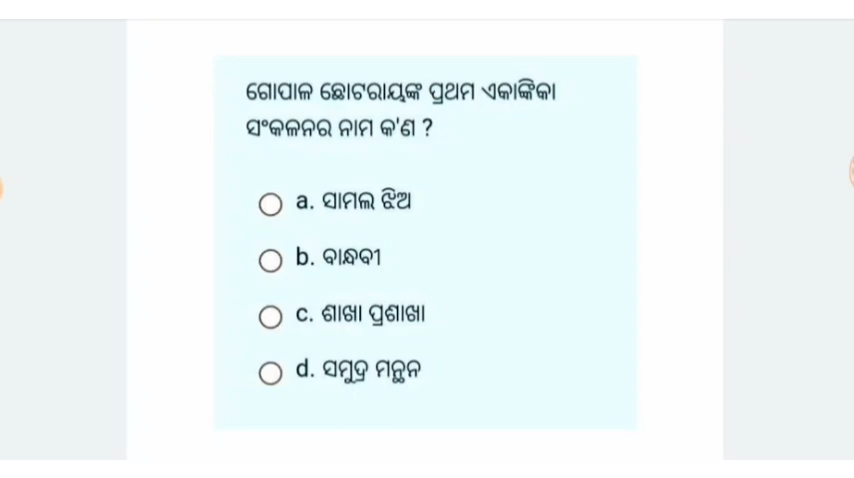 ଗୋପାଳ ଛୋଟରାୟଙ୍କ ପ୍ରଥମ ଏକାଙ୍କିକା
ସଂକଳନର ନାମ କ'ଣ ?
a. ସାମଲ ଝିଅ
b. ବାନ୍ଧବୀ
c. ଶାଖା ପ୍ରଶାଖା
d. ସମୁଦ୍ର ମନ୍ଥନ